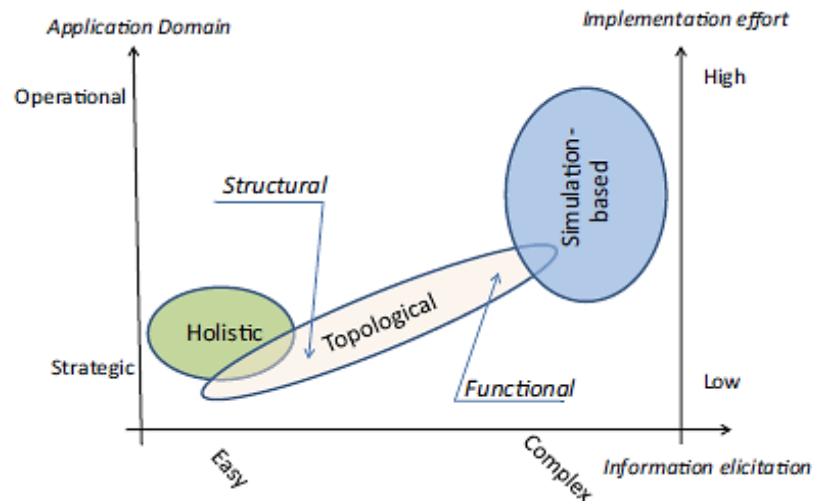 Application Domain
Implementation effort
Operational
High
Structural
Simulation-
based
Holistic
Topological
Strategic
Functional
Low
Easy
Complex
Information elicitation